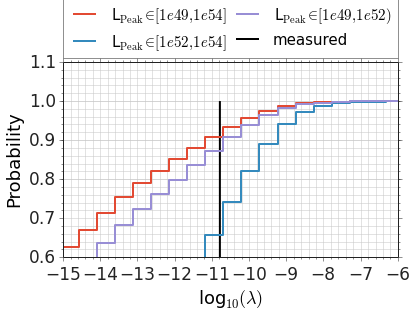 L_Peak ∈[1e49,1e54] L_Peak ∈[1e49,1e52)
L_Peak ∈[1e52,1e54] measured
1.1
1.0
0.9
0.8
0.7
0.6
Probability
−15 −14 −13 −12 −11 −10 −9 −8 −7 −6
log₁₀(λ)